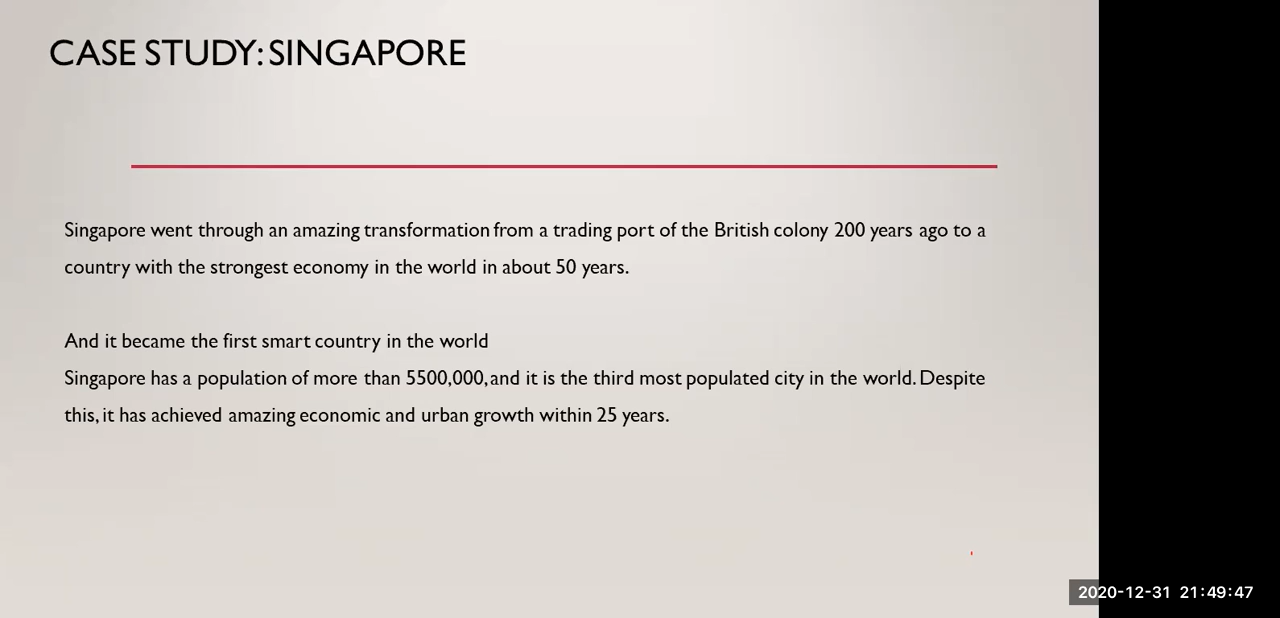 CASE STUDY: SINGAPORE
Singapore went through an amazing transformation from a trading port of the British colony 200 years ago to a
country with the strongest economy in the world in about 50 years.
And it became the first smart country in the world
Singapore has a population of more than 5500,000, and it is the third most populated city in the world. Despite
this, it has achieved amazing economic and urban growth within 25 years.
2020-12-31 21:49:47